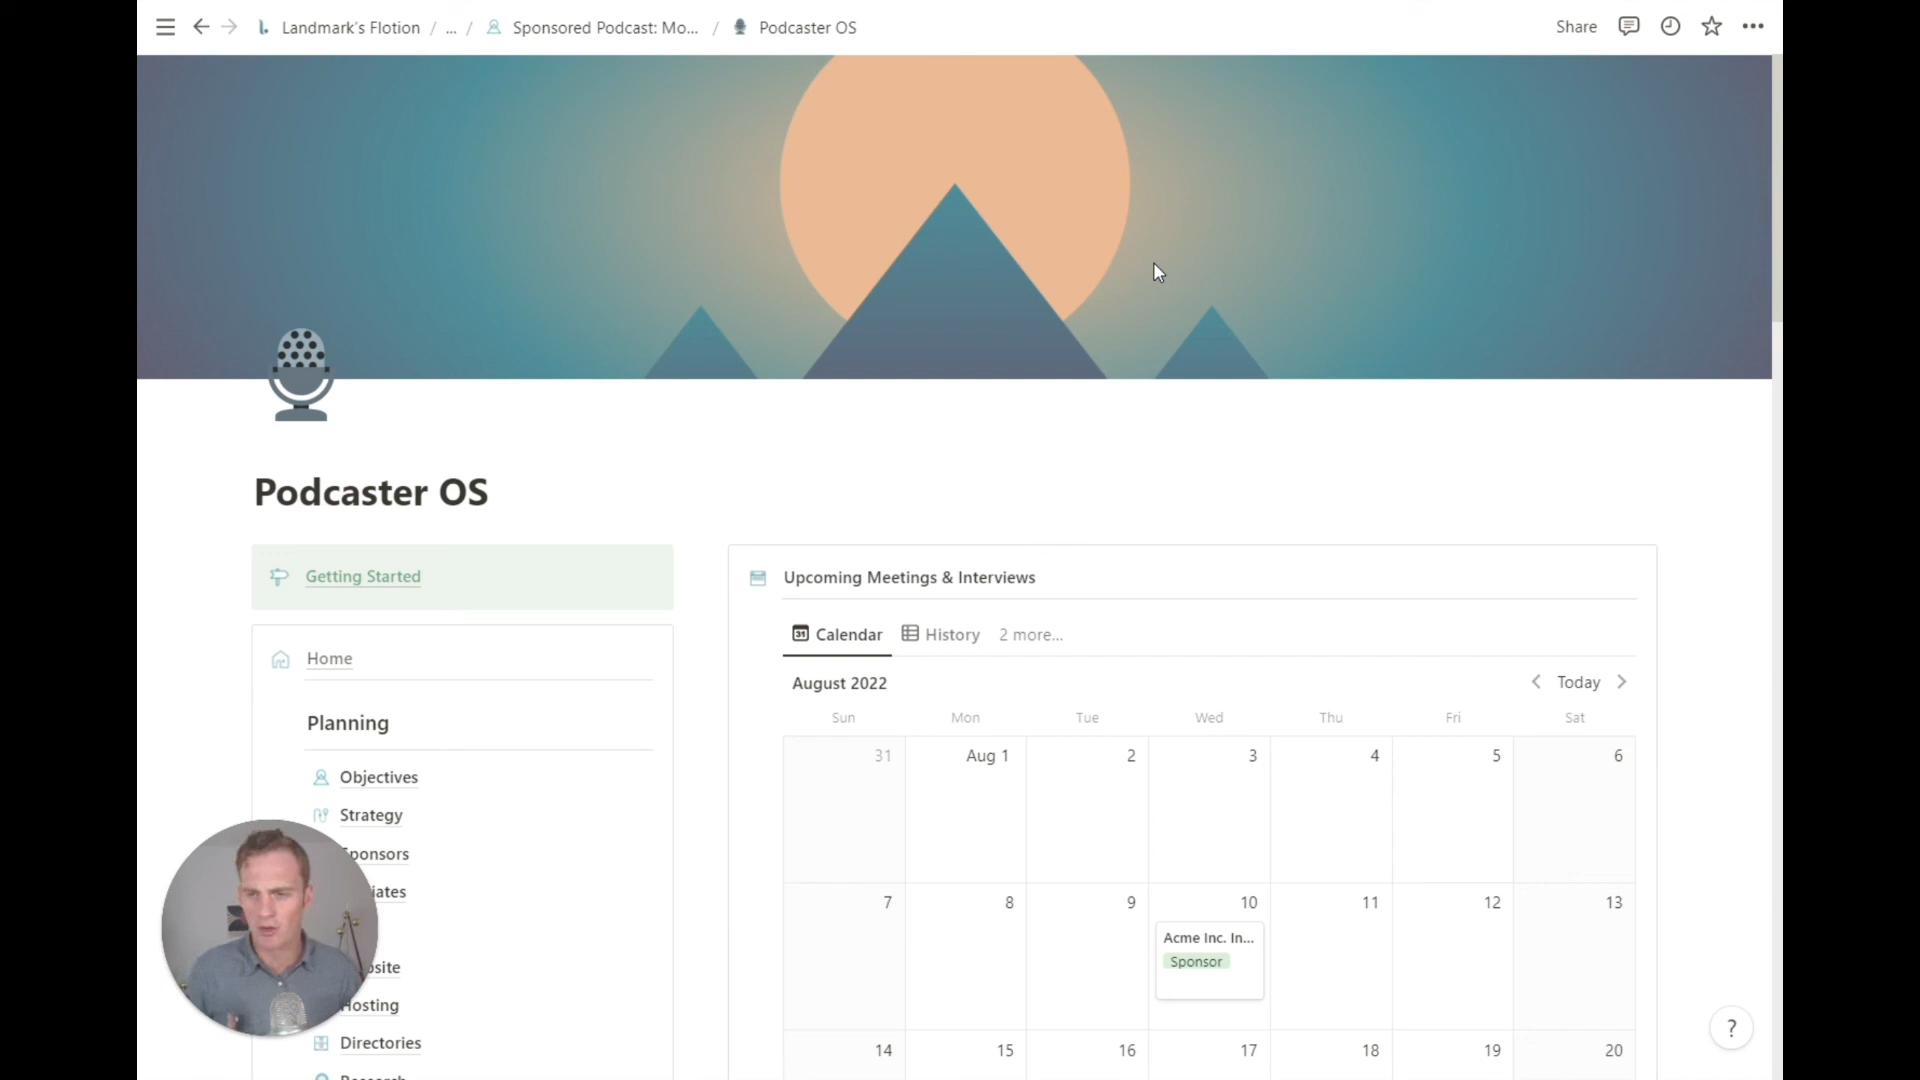 Landmark's Flotion / ... / Sponsored Podcast: Mo... / Podcaster OS
Share
Podcaster OS
Getting Started
Home
Planning
Objectives
Strategy
ponsors
iates
site
Hosting
Directories
Upcoming Meetings & Interviews
Calendar History 2 more...
August 2022
Today
Sun Mon Tue Wed Thu Fri Sat
31 Aug 1 2 3 4 5 6
7 8 9 10 11 12 13
Acme Inc. In...
Sponsor
14 15 16 17 18 19 20
?